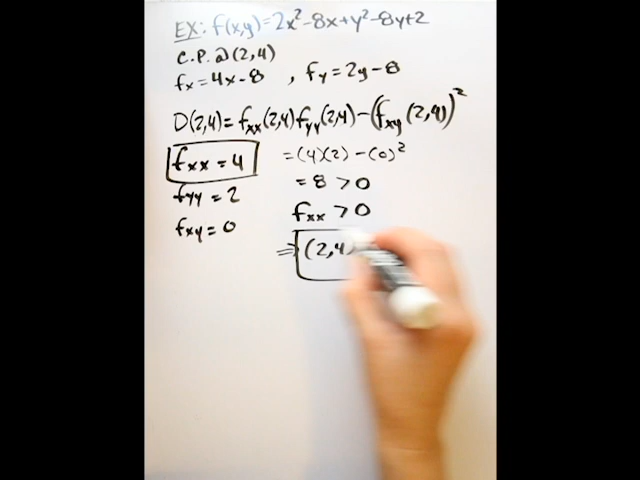 EX: f(x,y)=2x²-8x+y²-8y+2
C.P. @ (2,4)
fx=4x-8 , fy=2y-8
D(2,4)=fxx(2,4)fyy(2,4)-(fxy(2,4))²
fxx=4 =(4)(2)-(0)²
fyy=2 =8>0
fxy=0 fxx>0
⇒ (2,4)